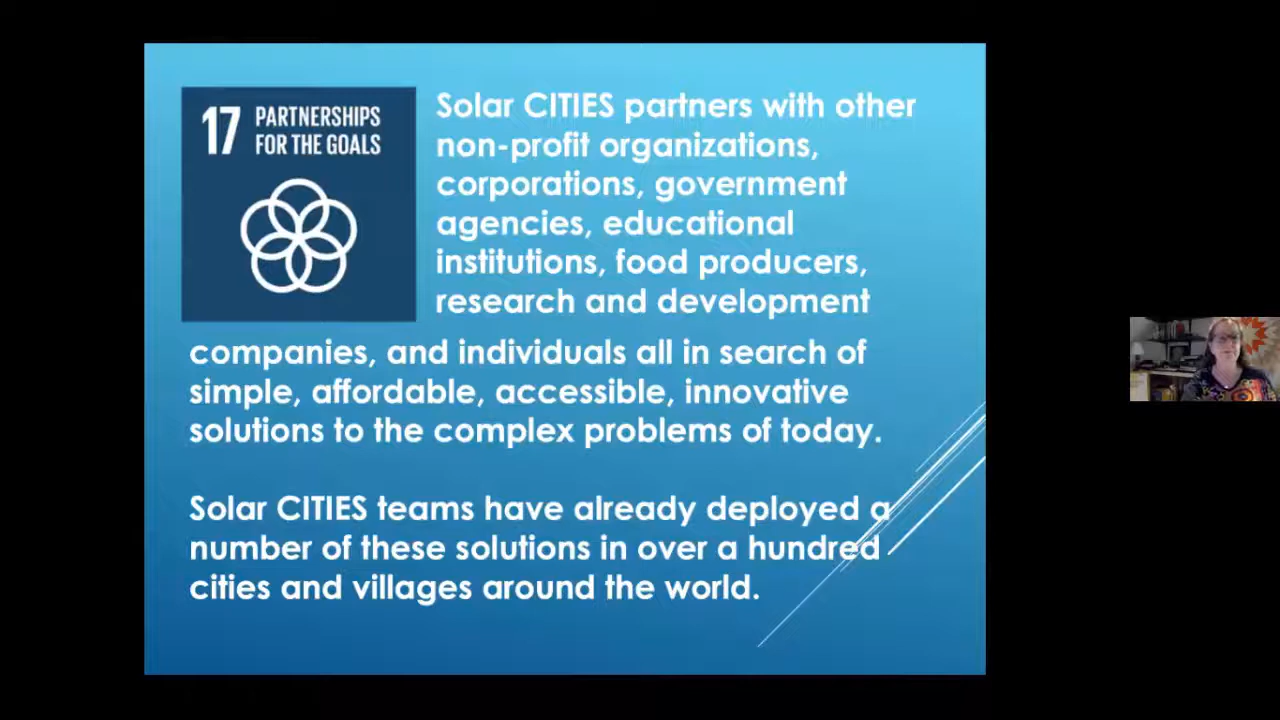 17 PARTNERSHIPS
FOR THE GOALS
Solar CITIES partners with other
non-profit organizations,
corporations, government
agencies, educational
institutions, food producers,
research and development
companies, and individuals all in search of
simple, affordable, accessible, innovative
solutions to the complex problems of today.
Solar CITIES teams have already deployed a
number of these solutions in over a hundred
cities and villages around the world.